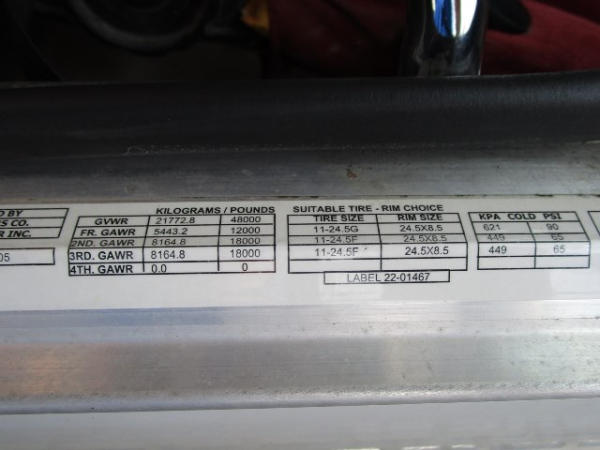 D BY
S CO.
R INC.
05
KILOGRAMS / POUNDS
GVWR 21772.8 48000
FR. GAWR 5443.2 12000
2ND. GAWR 8164.8 18000
3RD. GAWR 8164.8 18000
4TH. GAWR 0.0 0
SUITABLE TIRE - RIM CHOICE
TIRE SIZE RIM SIZE
11-24.5G 24.5X8.5
11-24.5F 24.5X8.5
11-24.5F 24.5X8.5
LABEL 22-01467
KPA COLD PSI
621 90
449 65
449 65